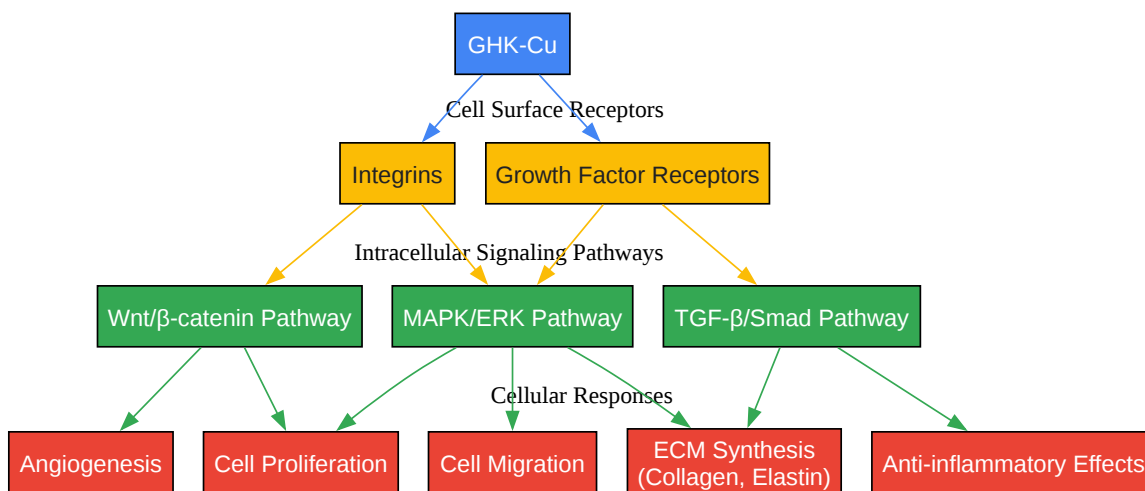 GHK-Cu
Cell Surface Receptors
Integrins
Growth Factor Receptors
Intracellular Signaling Pathways
Wnt/β-catenin Pathway
MAPK/ERK Pathway
TGF-β/Smad Pathway
Cellular Responses
Angiogenesis
Cell Proliferation
Cell Migration
ECM Synthesis
(Collagen, Elastin)
Anti-inflammatory Effects